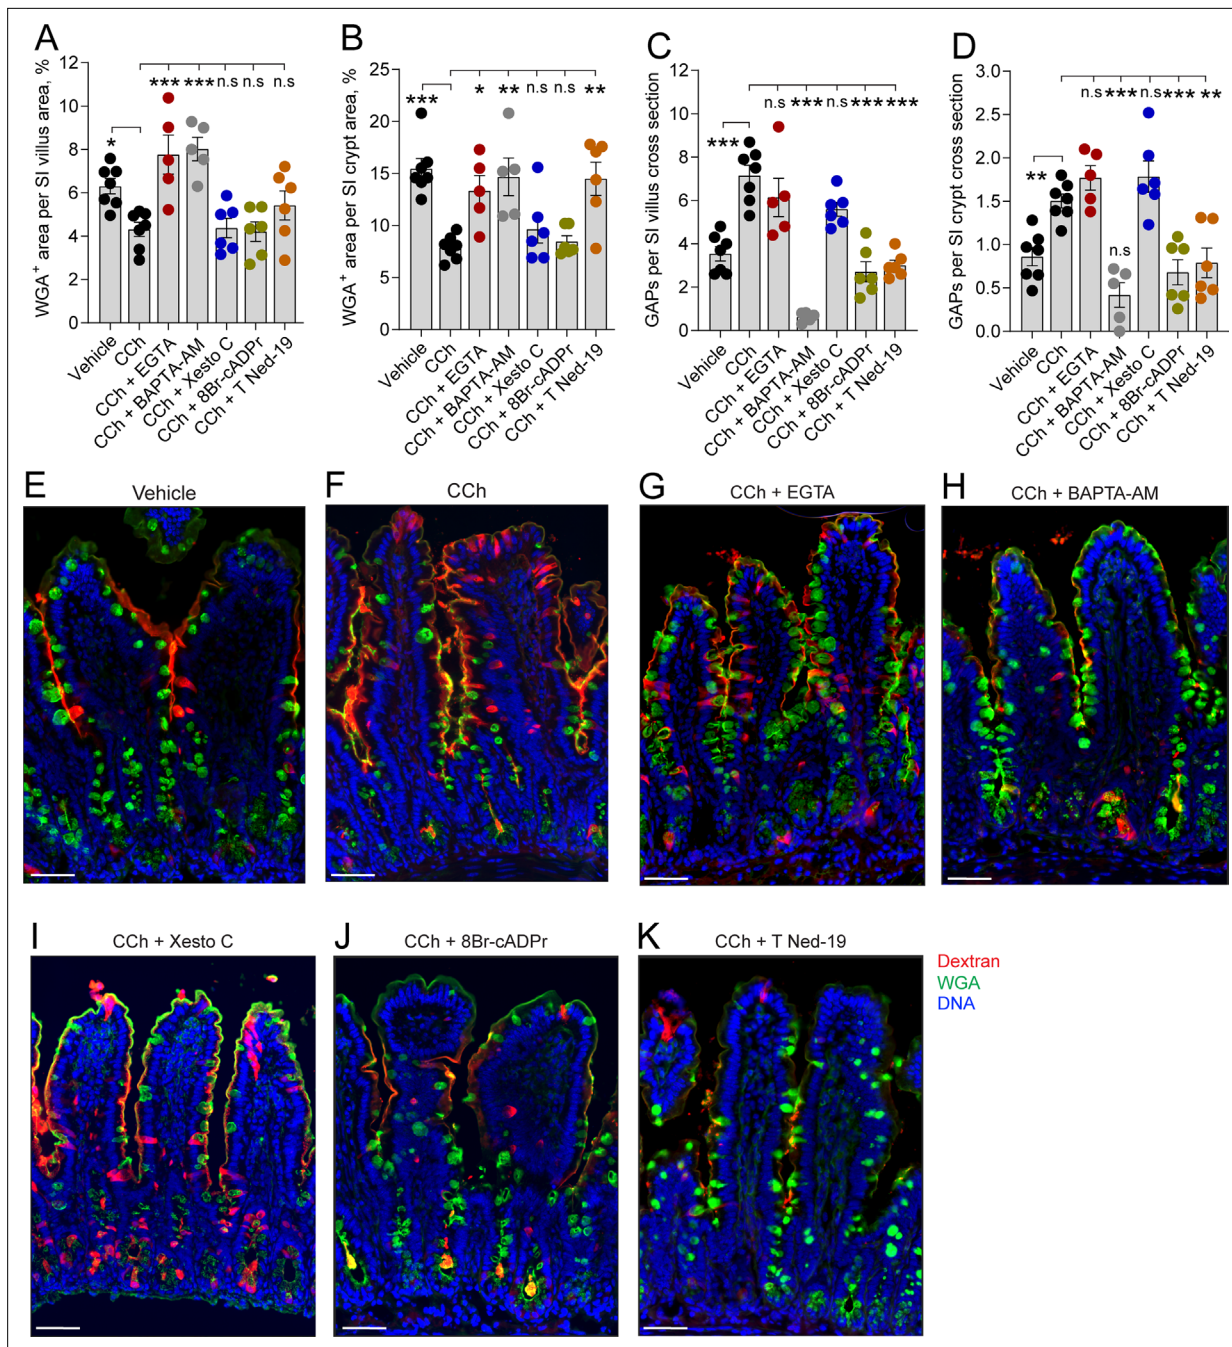 A
WGA+ area per SI villus area, %
12
10
8
6
4
2
0
*
*** *** n.s n.s n.s
Vehicle
CCh
CCh + EGTA
CCh + BAPTA-AM
CCh + Xesto C
CCh + 8Br-cADPr
CCh + T Ned-19
B
WGA+ area per SI crypt area, %
25
20
15
10
5
0
***
* ** n.s n.s **
Vehicle
CCh
CCh + EGTA
CCh + BAPTA-AM
CCh + Xesto C
CCh + 8Br-cADPr
CCh + T Ned-19
C
GAPs per SI villus cross section
12
10
8
6
4
2
0
***
n.s *** n.s *** ***
Vehicle
CCh
CCh + EGTA
CCh + BAPTA-AM
CCh + Xesto C
CCh + 8Br-cADPr
CCh + T Ned-19
D
GAPs per SI crypt cross section
3.0
2.5
2.0
1.5
1.0
0.5
0.0
**
n.s *** n.s *** **
n.s
Vehicle
CCh
CCh + EGTA
CCh + BAPTA-AM
CCh + Xesto C
CCh + 8Br-cADPr
CCh + T Ned-19
E
Vehicle
F
CCh
G
CCh + EGTA
H
CCh + BAPTA-AM
I
CCh + Xesto C
J
CCh + 8Br-cADPr
K
CCh + T Ned-19
Dextran
WGA
DNA